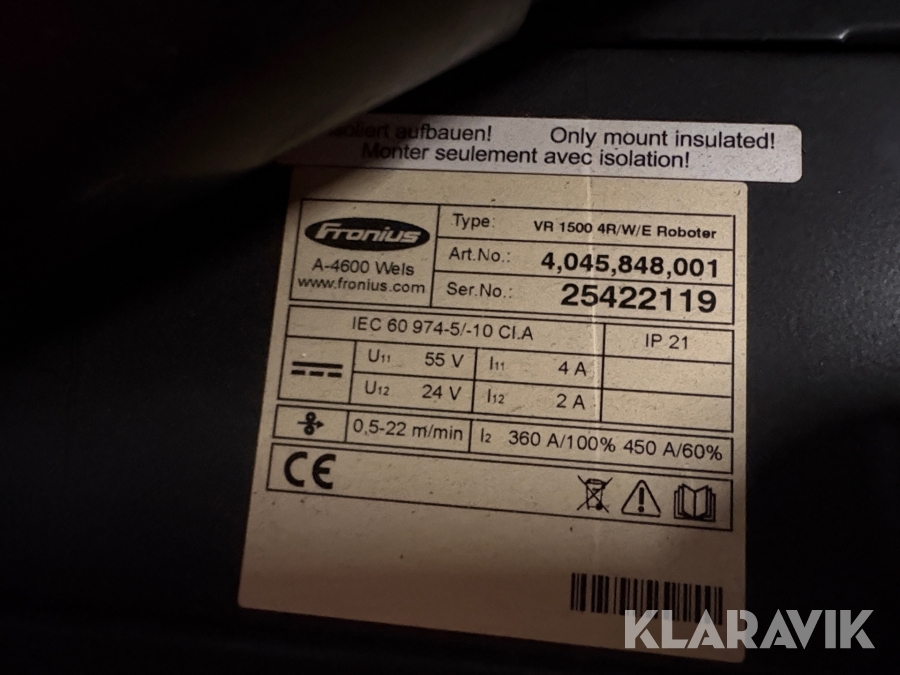 aufbauen! Only mount insulated!
Monter seulement avec isolation!
Fronius
A-4600 Wels
www.fronius.com
Type: VR 1500 4R/W/E Roboter
Art.No.: 4,045,848,001
Ser.No.: 25422119
IEC 60 974-5/-10 Cl.A IP 21
U11 55 V I11 4 A
U12 24 V I12 2 A
0,5-22 m/min I2 360 A/100% 450 A/60%
CE
KLARAVIK